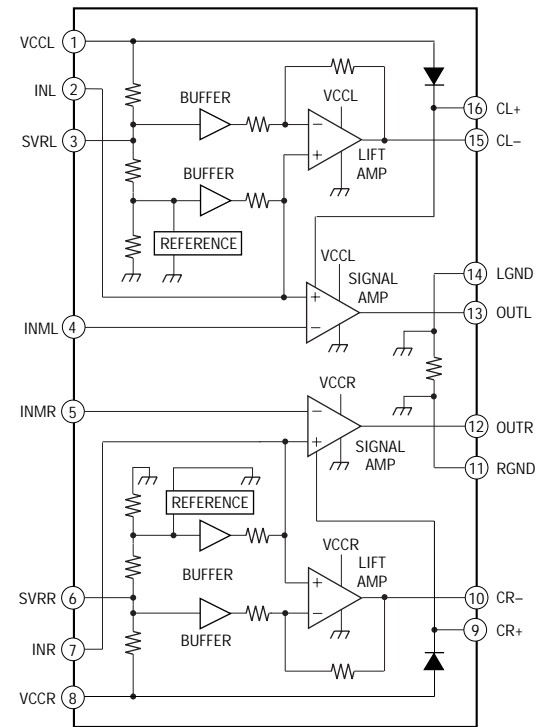 VCCL 1
INL 2
BUFFER
VCCL
16 CL+
SVRL 3
–
+
LIFT
AMP
15 CL–
BUFFER
REFERENCE
VCCL
SIGNAL
AMP
14 LGND
+
–
13 OUTL
INML 4
VCCR
INMR 5
–
+
SIGNAL
AMP
12 OUTR
11 RGND
REFERENCE
VCCR
LIFT
AMP
BUFFER
+
–
SVRR 6
10 CR–
BUFFER
9 CR+
INR 7
VCCR 8